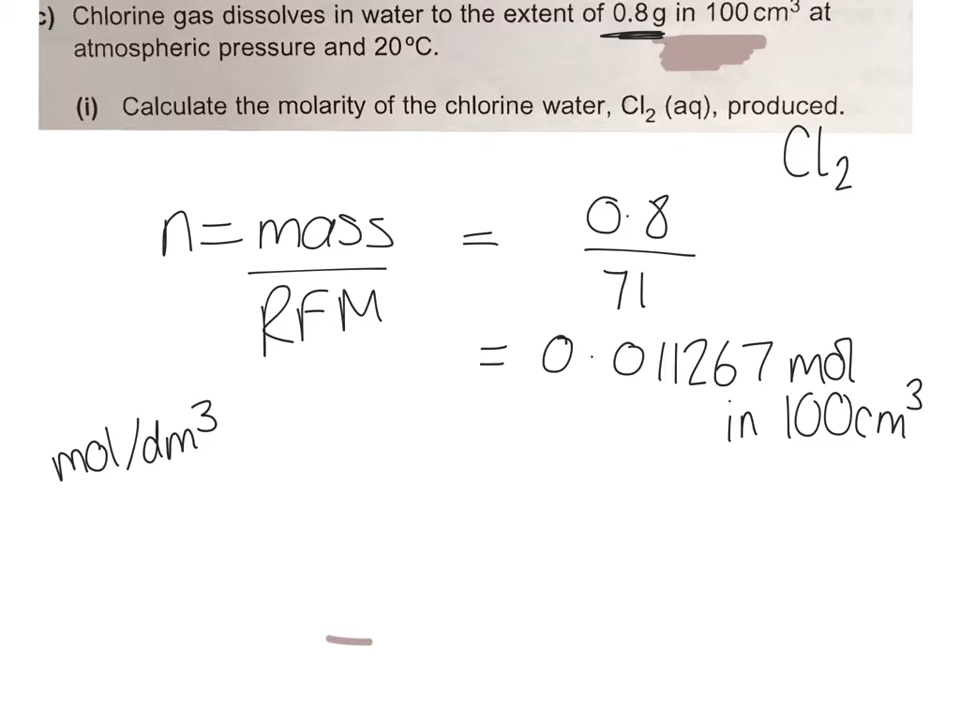 c) Chlorine gas dissolves in water to the extent of 0.8 g in 100 cm³ at
atmospheric pressure and 20 °C.
(i) Calculate the molarity of the chlorine water, Cl₂ (aq), produced.
Cl₂
n = mass / RFM = 0.8 / 71
= 0.011267 mol
in 100cm³
mol/dm³